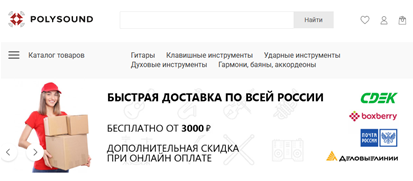 POLYSOUND
Найти
Каталог товаров
Гитары Клавишные инструменты Ударные инструменты
Духовые инструменты Гармони, баяны, аккордеоны
БЫСТРАЯ ДОСТАВКА ПО ВСЕЙ РОССИИ
БЕСПЛАТНО ОТ 3000 ₽
ДОПОЛНИТЕЛЬНАЯ СКИДКА
ПРИ ОНЛАЙН ОПЛАТЕ
CDEK
boxberry
ПОЧТА РОССИИ
ДЕЛОВЫЕ ЛИНИИ